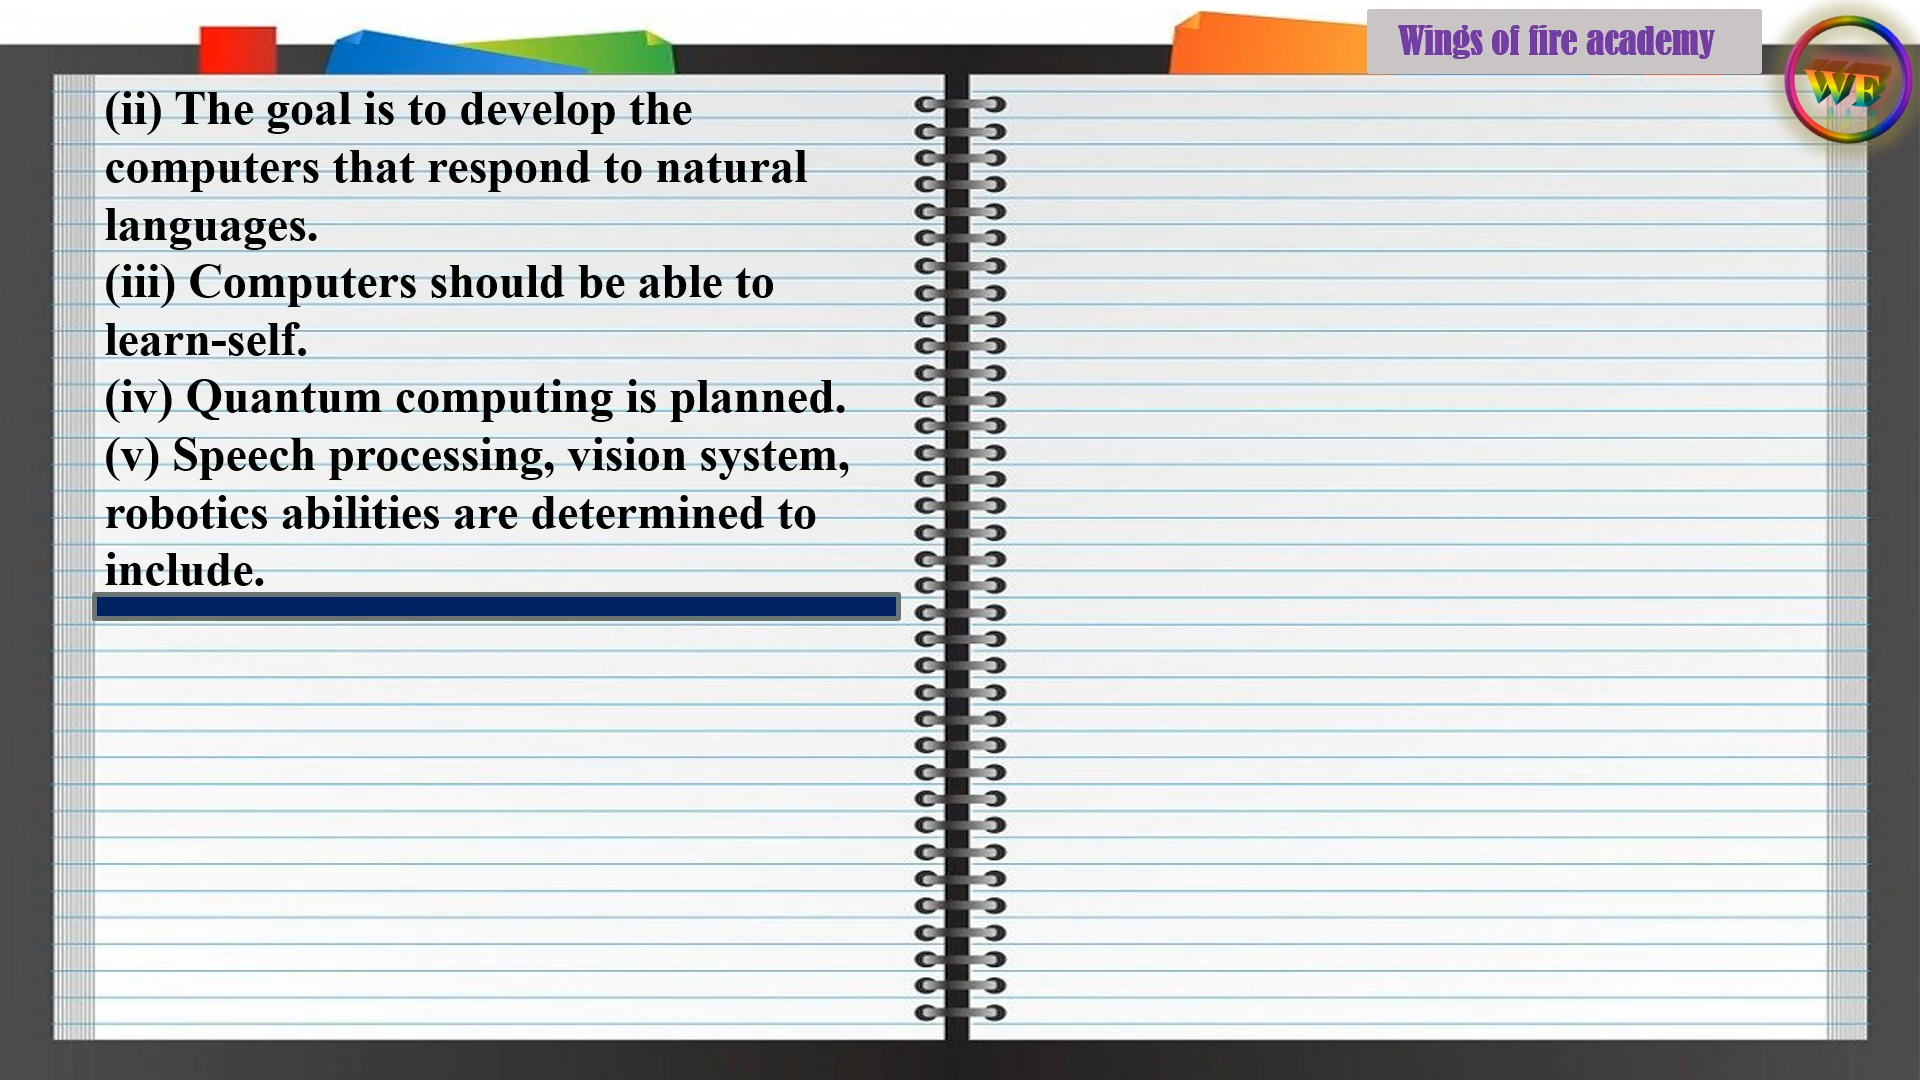 Wings of fire academy
WF
(ii) The goal is to develop the
computers that respond to natural
languages.
(iii) Computers should be able to
learn-self.
(iv) Quantum computing is planned.
(v) Speech processing, vision system,
robotics abilities are determined to
include.